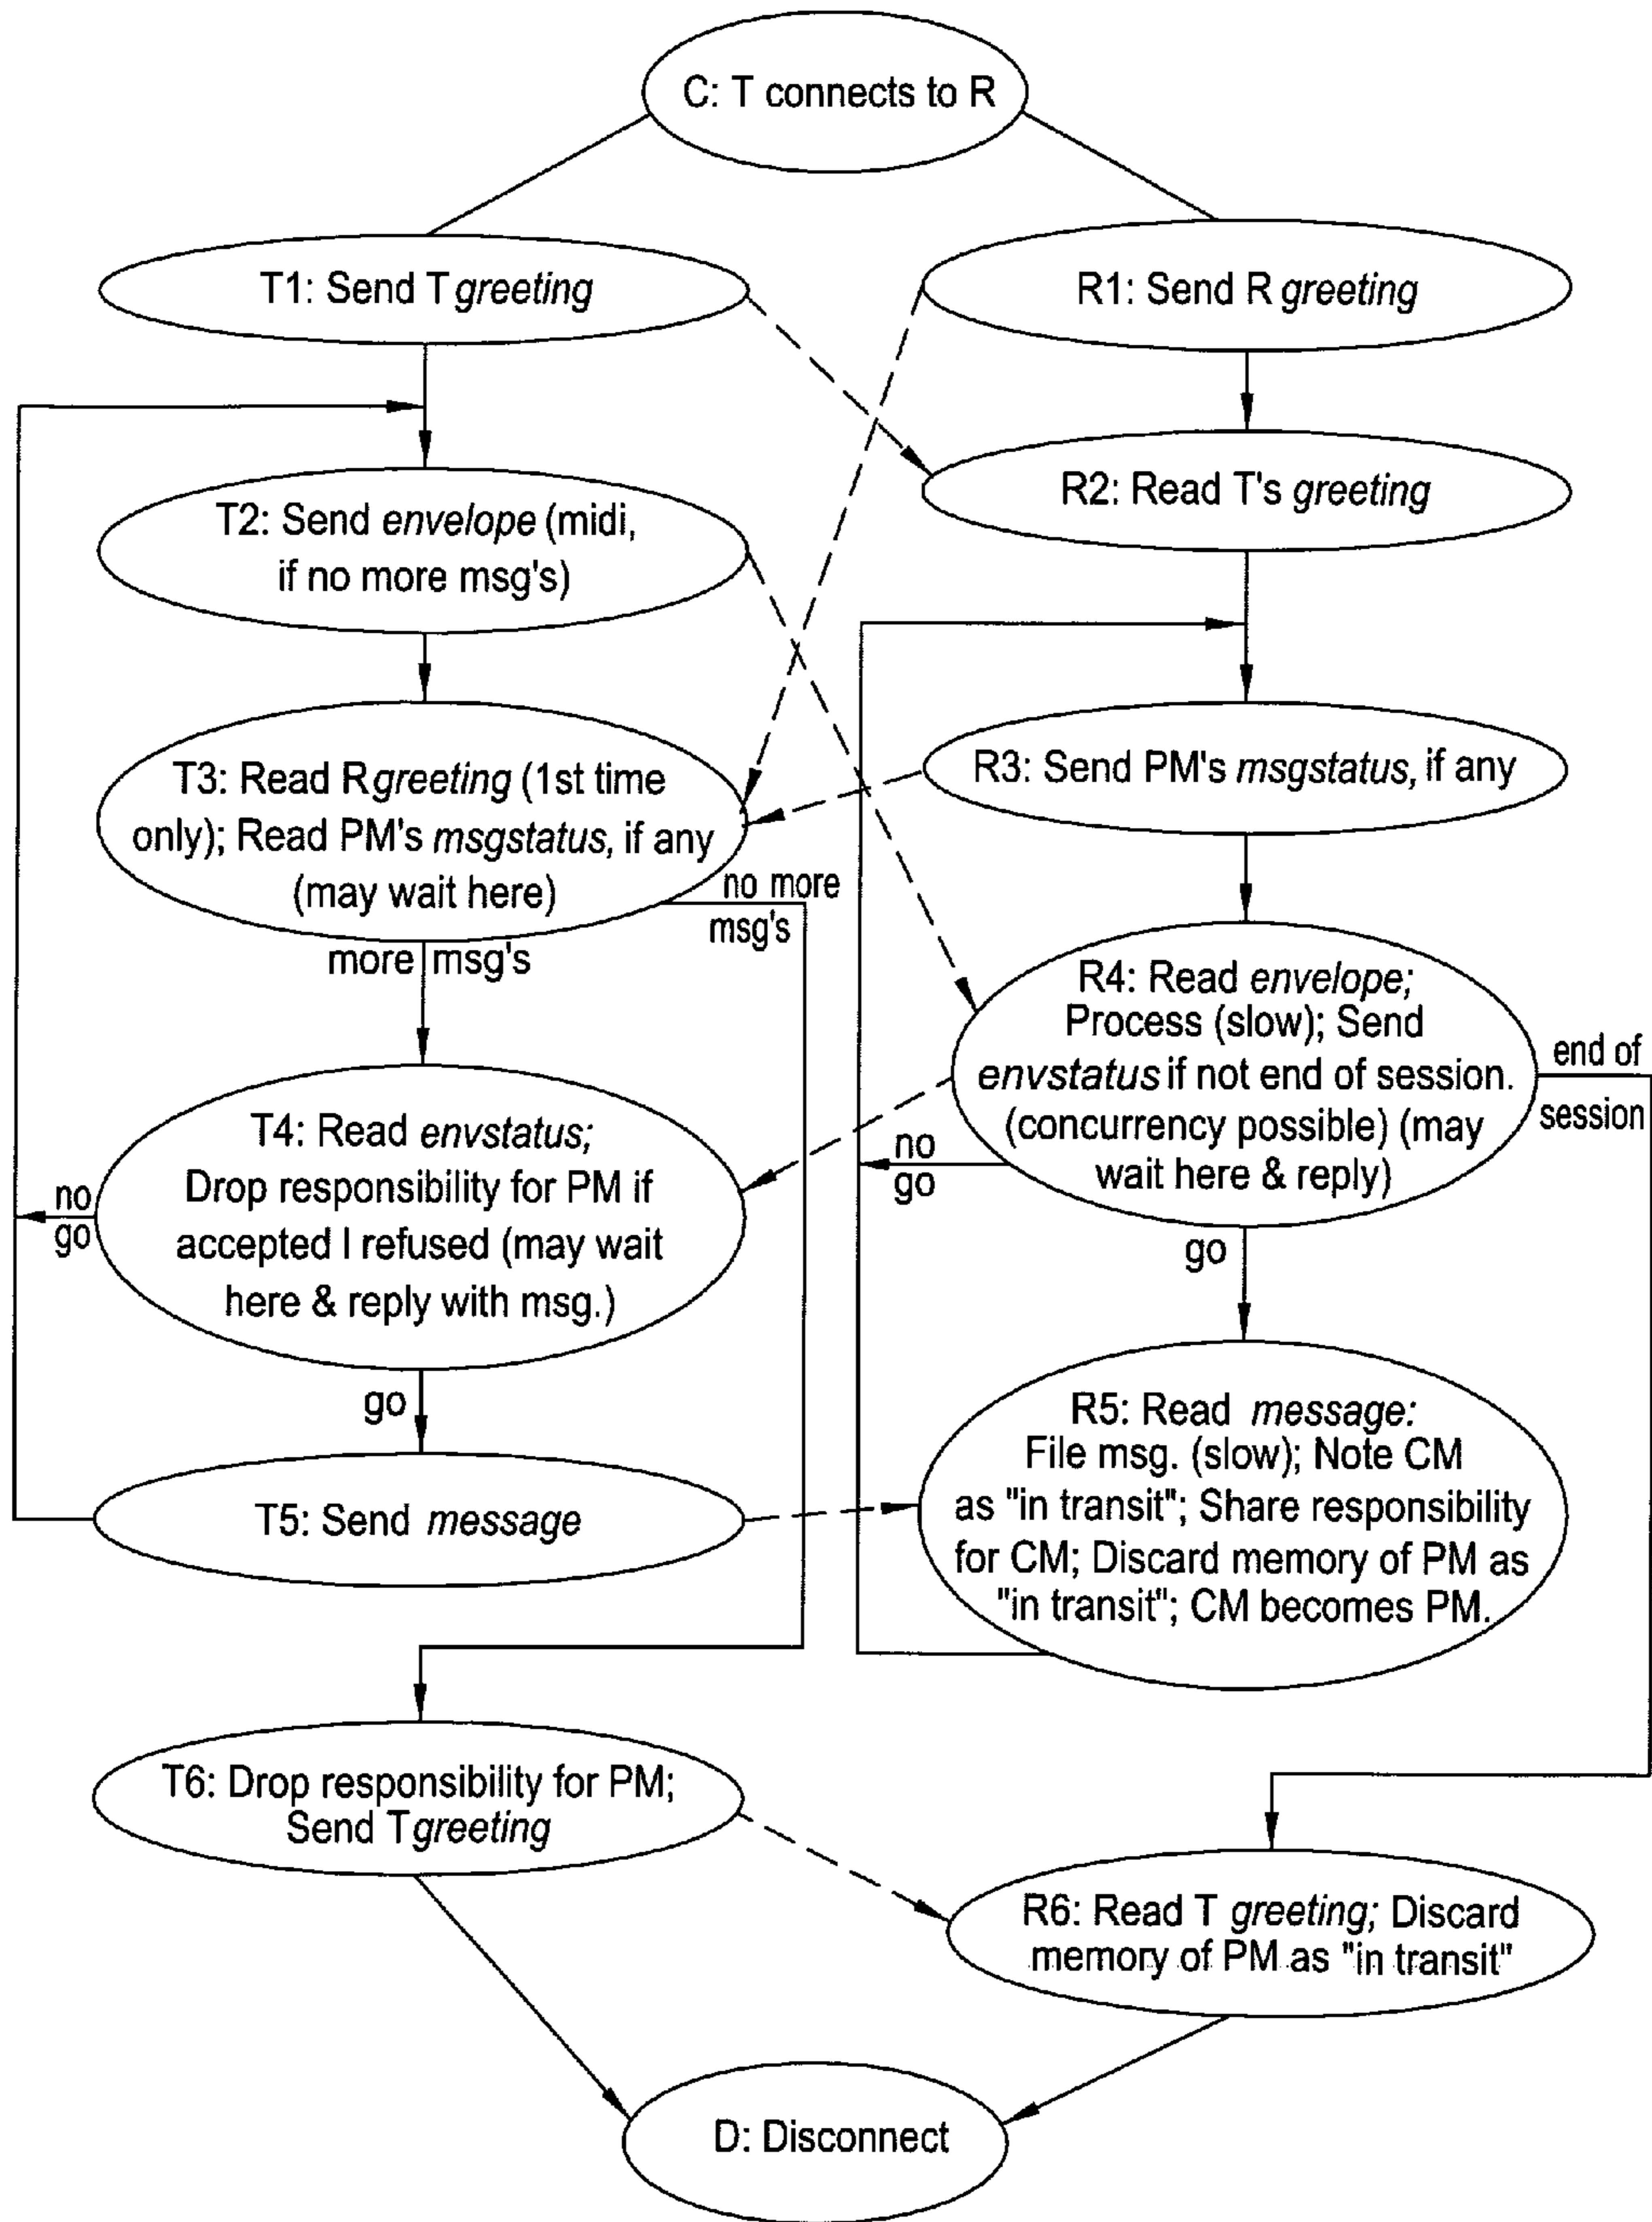 C: T connects to R
T1: Send T greeting
R1: Send R greeting
R2: Read T's greeting
T2: Send envelope (midi,
if no more msg's)
R3: Send PM's msgstatus, if any
T3: Read R greeting (1st time
only); Read PM's msgstatus, if any
(may wait here)
no more
msg's
more msg's
R4: Read envelope;
Process (slow); Send
envstatus if not end of session.
(concurrency possible) (may
wait here & reply)
end of
session
no
go
go
T4: Read envstatus;
Drop responsibility for PM if
accepted I refused (may wait
here & reply with msg.)
no
go
go
T5: Send message
R5: Read message:
File msg. (slow); Note CM
as "in transit"; Share responsibility
for CM; Discard memory of PM as
"in transit"; CM becomes PM.
T6: Drop responsibility for PM;
Send T greeting
R6: Read T greeting; Discard
memory of PM as "in transit"
D: Disconnect